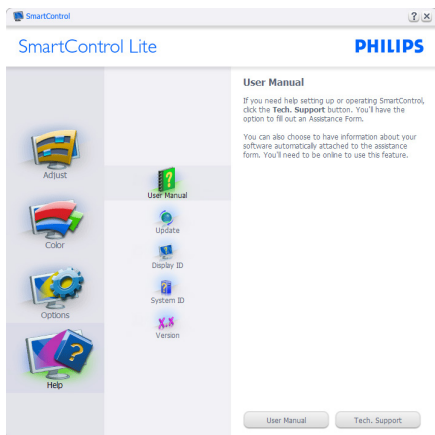 SmartControl
? x
SmartControl Lite
PHILIPS
Adjust
Color
Options
Help
User Manual
Update
Display ID
System ID
X.X
Version
User Manual
If you need help setting up or operating SmartControl,
click the Tech. Support button. You'll have the
option to fill out an Assistance Form.
You can also choose to have information about your
software automatically attached to the assistance
form. You'll need to be online to use this feature.
User Manual
Tech. Support